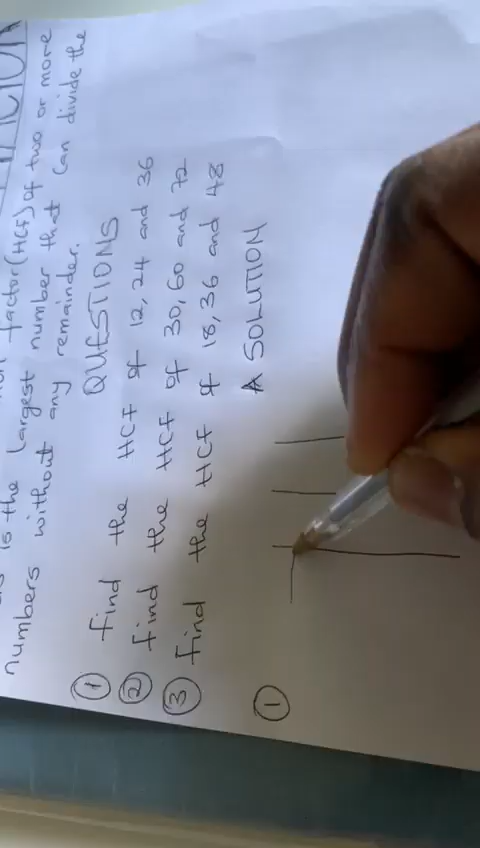 is the largest number that can divide the
factor (HCF) of two or more
numbers without any remainder.
QUESTIONS
① find the HCF of 12, 24 and 36
② find the HCF of 30, 60 and 72
③ find the HCF of 18, 36 and 48
A SOLUTION
①